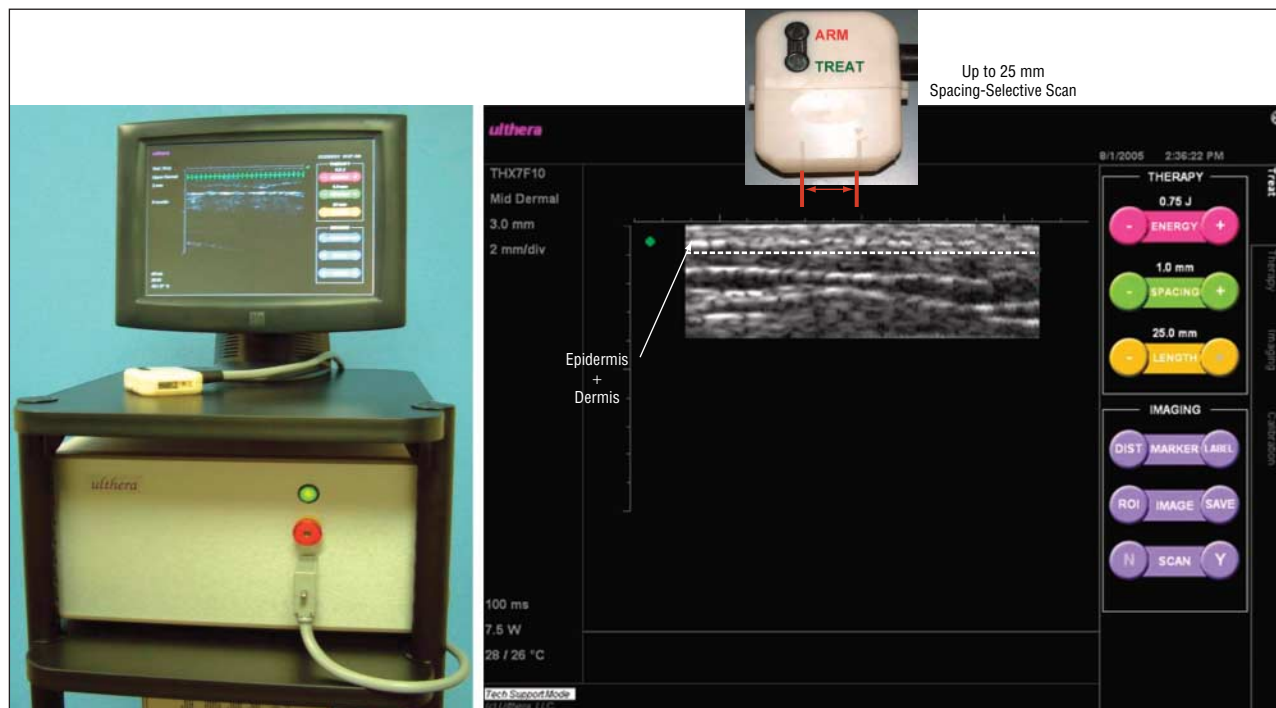 ARM
TREAT
Up to 25 mm
Spacing-Selective Scan
ulthera
8/1/2005 2:36:22 PM
THX7F10
Mid Dermal
3.0 mm
2 mm/div
Epidermis
+
Dermis
100 ms
7.5 W
28 / 26 °C
Tech Support Mode
THERAPY
0.75 J
- ENERGY +
1.0 mm
- SPACING +
25.0 mm
- LENGTH +
IMAGING
DIST MARKER LABEL
ROI IMAGE SAVE
N SCAN Y
Treat
Therapy
Imaging
Calibration
ulthera
ulthera